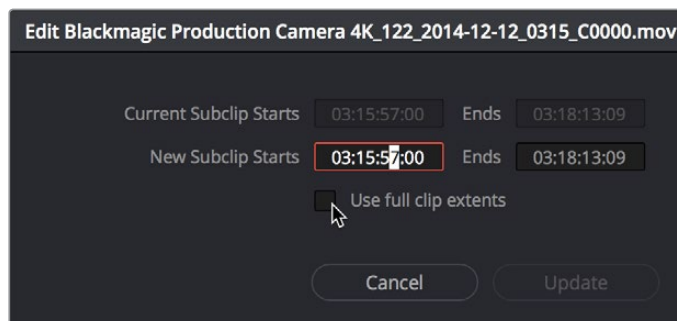 Edit Blackmagic Production Camera 4K_122_2014-12-12_0315_C0000.mov
Current Subclip Starts 03:15:57:00 Ends 03:18:13:09
New Subclip Starts 03:15:57:00 Ends 03:18:13:09
Use full clip extents
Cancel Update